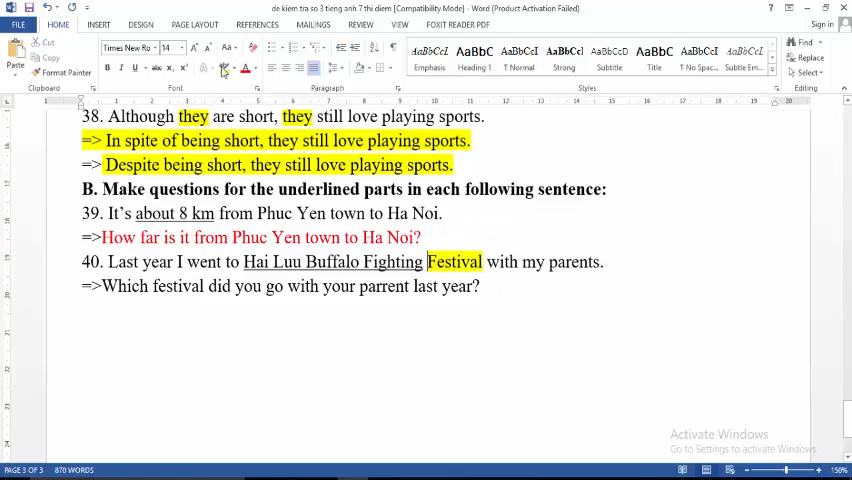 de kiem tra so 3 tieng anh 7 thi diem [Compatibility Mode] - Word (Product Activation Failed)
FILE HOME INSERT DESIGN PAGE LAYOUT REFERENCES MAILINGS REVIEW VIEW FOXIT READER PDF
Sign in
Paste
Cut
Copy
Format Painter
Clipboard
Times New Ro 14
Font
Paragraph
AaBbCcI AaBbC AaBbCcI AaBbCcI AaBbCcD AaBbCcI AaBbCcI
Emphasis Heading 1 ¶ Normal Strong Subtitle ¶ No Spac... Subtle Em...
Styles
Find
Replace
Select
Editing
38. Although they are short, they still love playing sports.
=> In spite of being short, they still love playing sports.
=> Despite being short, they still love playing sports.
B. Make questions for the underlined parts in each following sentence:
39. It’s about 8 km from Phuc Yen town to Ha Noi.
=>How far is it from Phuc Yen town to Ha Noi?
40. Last year I went to Hai Luu Buffalo Fighting Festival with my parents.
=>Which festival did you go with your parrent last year?
Activate Windows
Go to Settings to activate Windows.
PAGE 3 OF 3 870 WORDS
150%